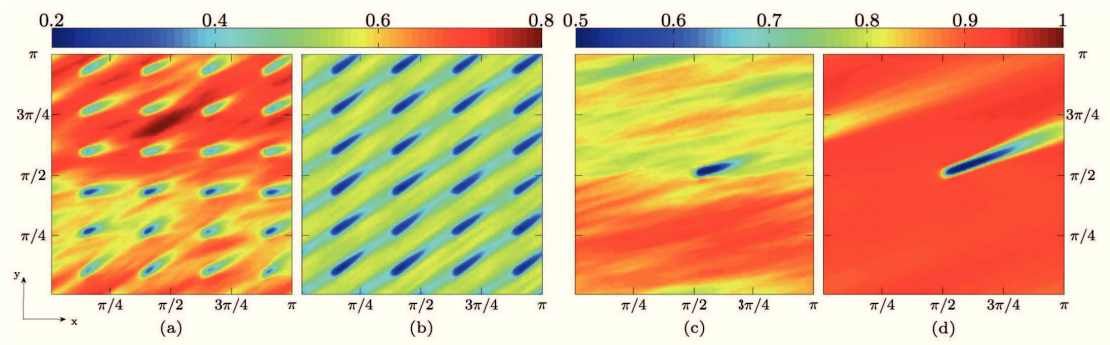 0.2 0.4 0.6 0.8 0.5 0.6 0.7 0.8 0.9 1
π π
3π/4 3π/4
π/2 π/2
π/4 π/4
y
x
π/4 π/2 3π/4 π π/4 π/2 3π/4 π π/4 π/2 3π/4 π π/4 π/2 3π/4 π
(a) (b) (c) (d)